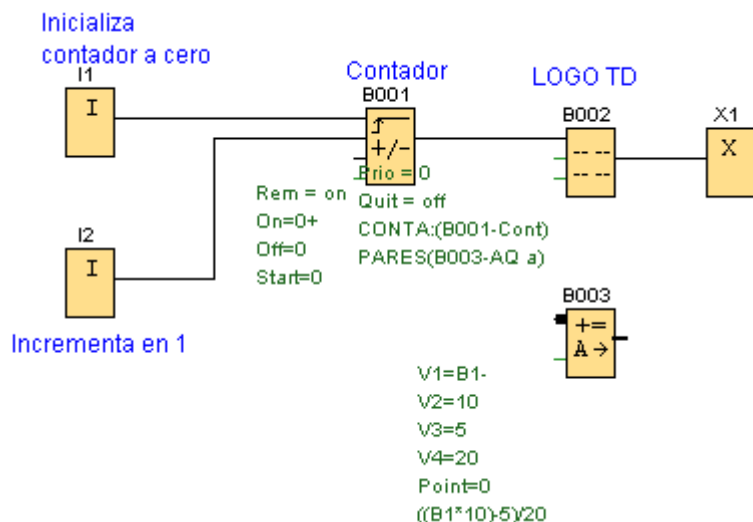 Inicializa
contador a cero
I1
I
Contador
B001
+/-
LOGO TD
B002
X1
X
Rem = on
On=0+
Off=0
Start=0
Prio = 0
Quit = off
CONTA:(B001-Cont)
PARES(B003-AQ a)
I2
I
Incrementa en 1
B003
+=
A→
V1=B1-
V2=10
V3=5
V4=20
Point=0
((B1*10)-5)/20